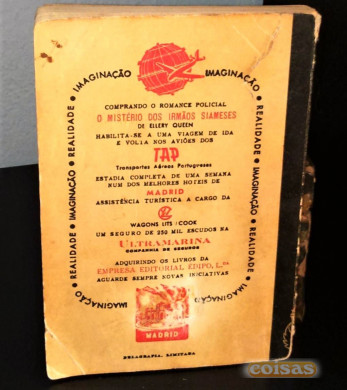 IMAGINAÇÃO IMAGINAÇÃO
COMPRANDO O ROMANCE POLICIAL
O MISTÉRIO DOS IRMÃOS SIAMESES
DE ELLERY QUEEN
HABILITA-SE A UMA VIAGEM DE IDA
E VOLTA NOS AVIÕES DOS
TAP
Transportes Aéreos Portugueses
ESTADIA COMPLETA DE UMA SEMANA
NUM DOS MELHORES HOTEIS DE
MADRID
ASSISTÊNCIA TURÍSTICA A CARGO DA
WAGONS LITS / COOK
UM SEGURO DE 250 MIL ESCUDOS NA
ULTRAMARINA
COMPANHIA DE SEGUROS
ADQUIRINDO OS LIVROS DA
EMPRESA EDITORIAL ÉDIPO, L.DA
AGUARDE SEMPRE NOVAS INICIATIVAS
MADRID
IMAGINAÇÃO IMAGINAÇÃO
REALIDADE • IMAGINAÇÃO • REALIDADE
REALIDADE • IMAGINAÇÃO • REALIDADE
BELAGRAFIA, LIMITADA
coisas